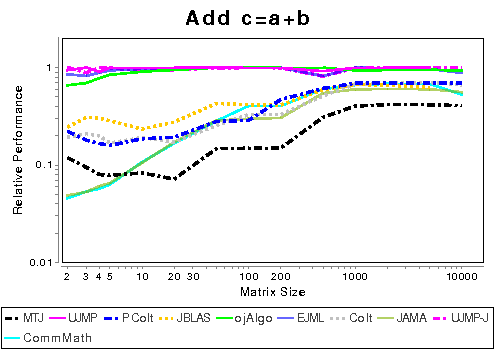 Add c=a+b
Relative Performance
1
0.1
0.01
2 3 4 5 10 20 30 100 200 1000 10000
Matrix Size
MTJ UJMP P Colt JBLAS ojAlgo EJML Colt JAMA UJMP-J
CommMath